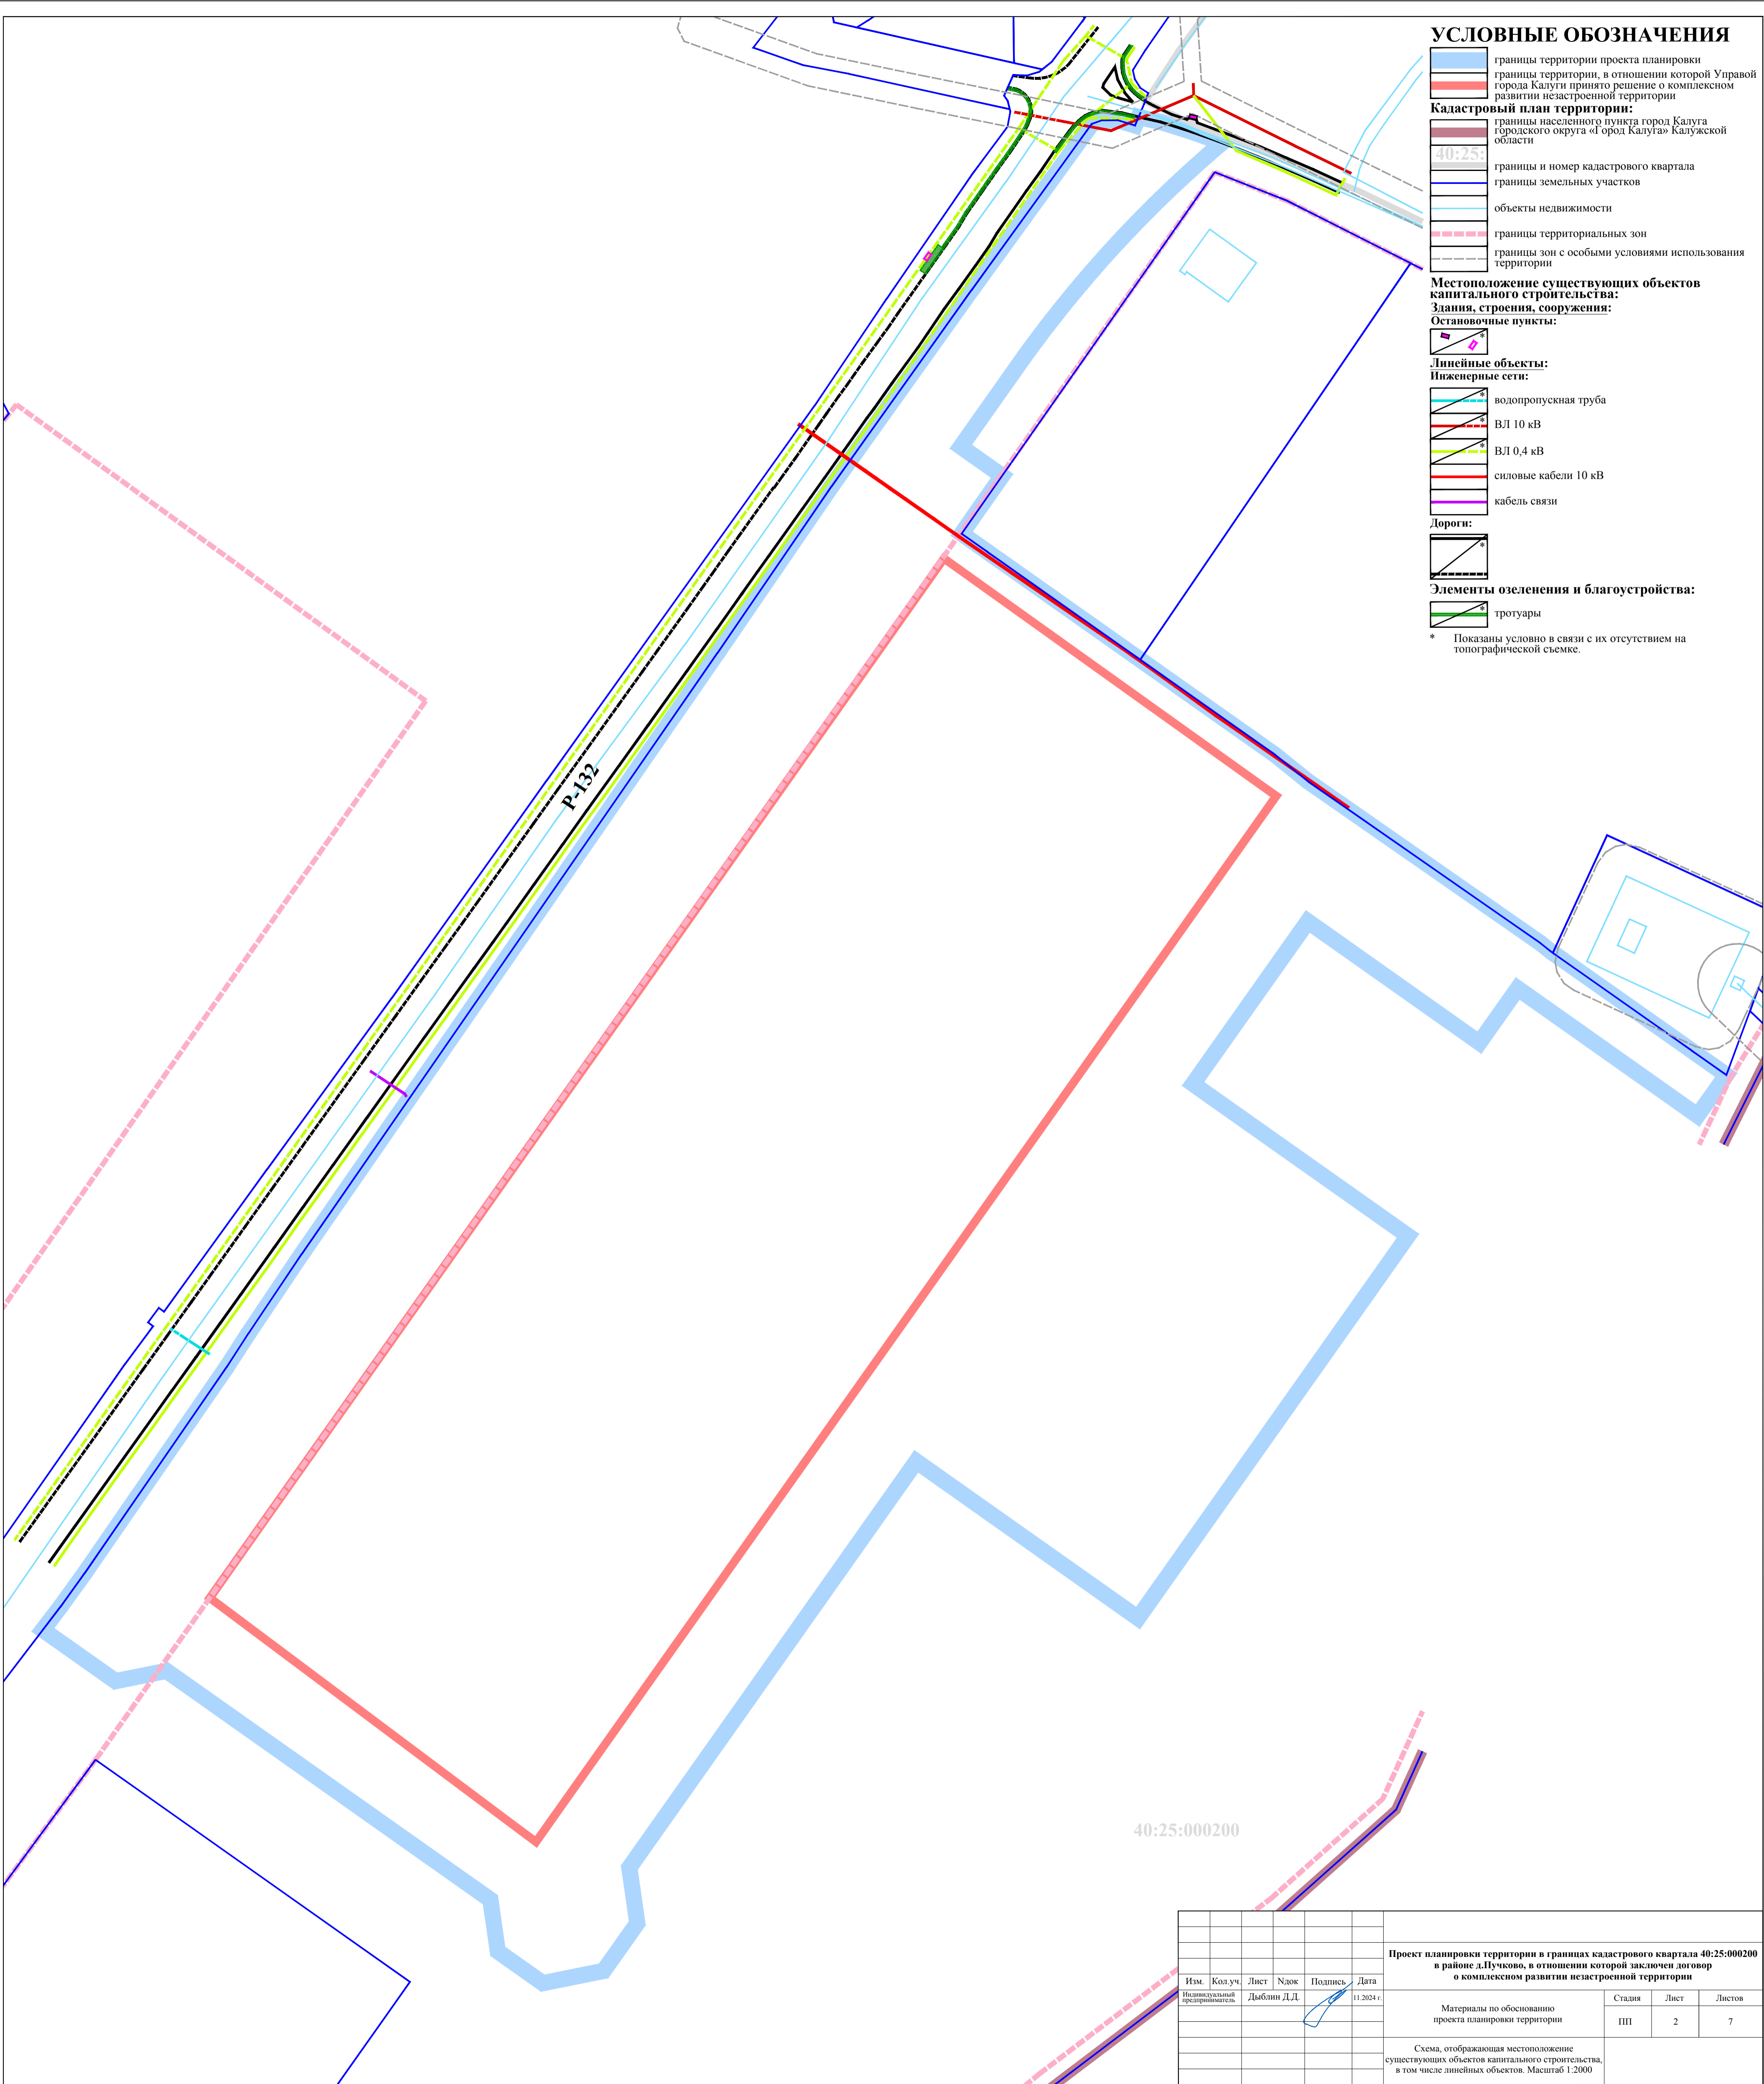 УСЛОВНЫЕ ОБОЗНАЧЕНИЯ
границы территории проекта планировки
границы территории, в отношении которой Управой
города Калуги принято решение о комплексном
развитии незастроенной территории
Кадастровый план территории:
границы населенного пункта город Калуга
городского округа «Город Калуга» Калужской
области
40:25:
границы и номер кадастрового квартала
границы земельных участков
объекты недвижимости
границы территориальных зон
границы зон с особыми условиями использования
территории
Местоположение существующих объектов
капитального строительства:
Здания, строения, сооружения:
Остановочные пункты:
*
Линейные объекты:
Инженерные сети:
* водопропускная труба
* ВЛ 10 кВ
* ВЛ 0,4 кВ
силовые кабели 10 кВ
кабель связи
Дороги:
*
Элементы озеленения и благоустройства:
* тротуары
* Показаны условно в связи с их отсутствием на
топографической съемке.
Р-132
40:25:000200
Проект планировки территории в границах кадастрового квартала 40:25:000200
в районе д.Пучково, в отношении которой заключен договор
о комплексном развитии незастроенной территории
Изм. Кол.уч. Лист Nдок Подпись Дата
Индивидуальный
предприниматель
Дыблин Д.Д. 11.2024 г.
Материалы по обоснованию
проекта планировки территории
Стадия Лист Листов
ПП 2 7
Схема, отображающая местоположение
существующих объектов капитального строительства,
в том числе линейных объектов. Масштаб 1:2000